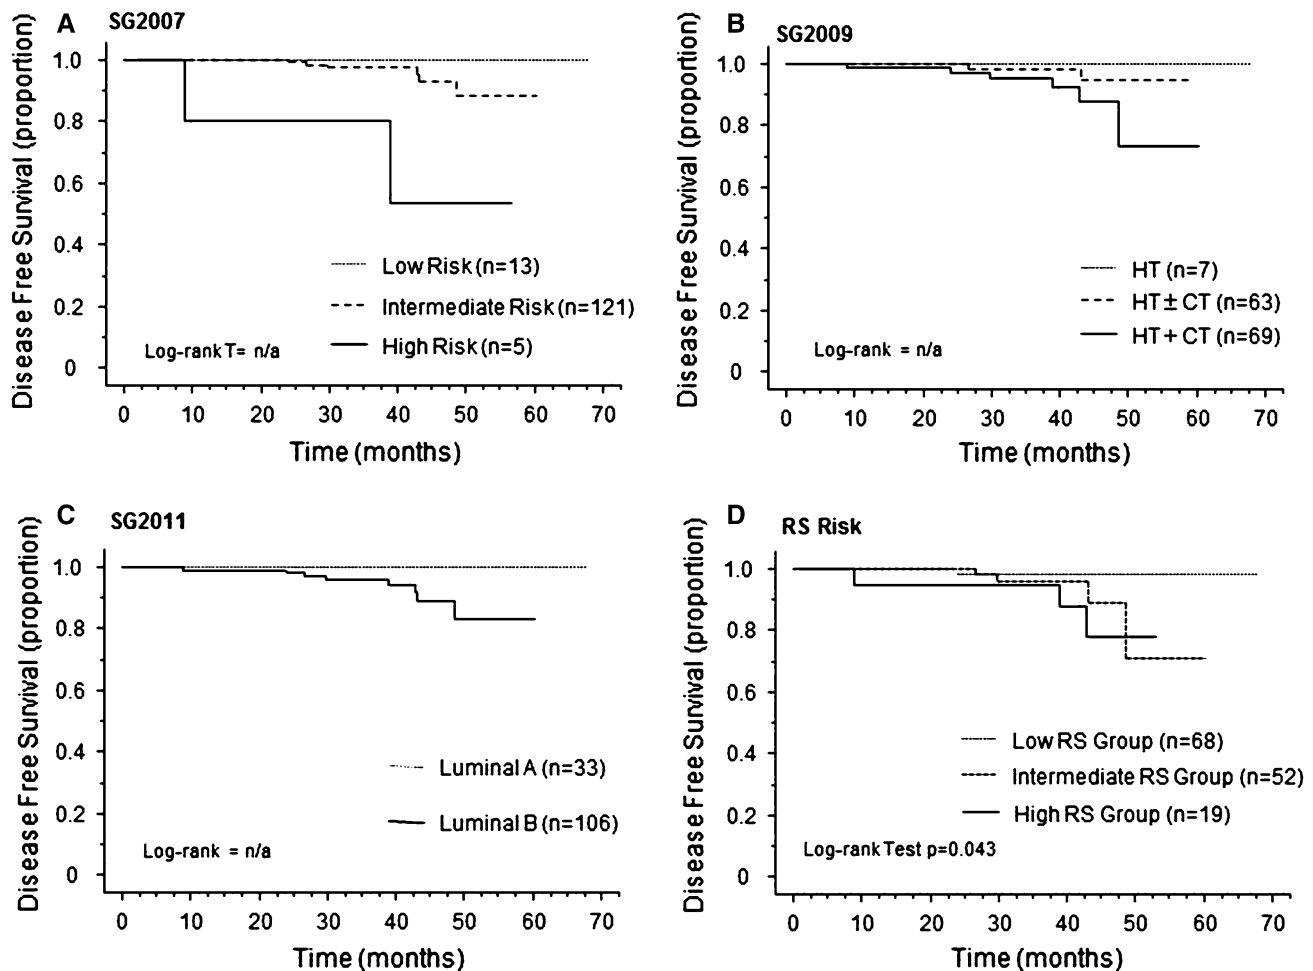 A SG2007
Disease Free Survival (proportion)
1.0
0.8
0.6
0.4
0.2
0
Low Risk (n=13)
Intermediate Risk (n=121)
High Risk (n=5)
Log-rank T= n/a
0 10 20 30 40 50 60 70
Time (months)
B SG2009
Disease Free Survival (proportion)
1.0
0.8
0.6
0.4
0.2
0
HT (n=7)
HT ± CT (n=63)
HT + CT (n=69)
Log-rank = n/a
0 10 20 30 40 50 60 70
Time (months)
C SG2011
Disease Free Survival (proportion)
1.0
0.8
0.6
0.4
0.2
0
Luminal A (n=33)
Luminal B (n=106)
Log-rank = n/a
0 10 20 30 40 50 60 70
Time (months)
D RS Risk
Disease Free Survival (proportion)
1.0
0.8
0.6
0.4
0.2
0
Low RS Group (n=68)
Intermediate RS Group (n=52)
High RS Group (n=19)
Log-rank Test p=0.043
0 10 20 30 40 50 60 70
Time (months)